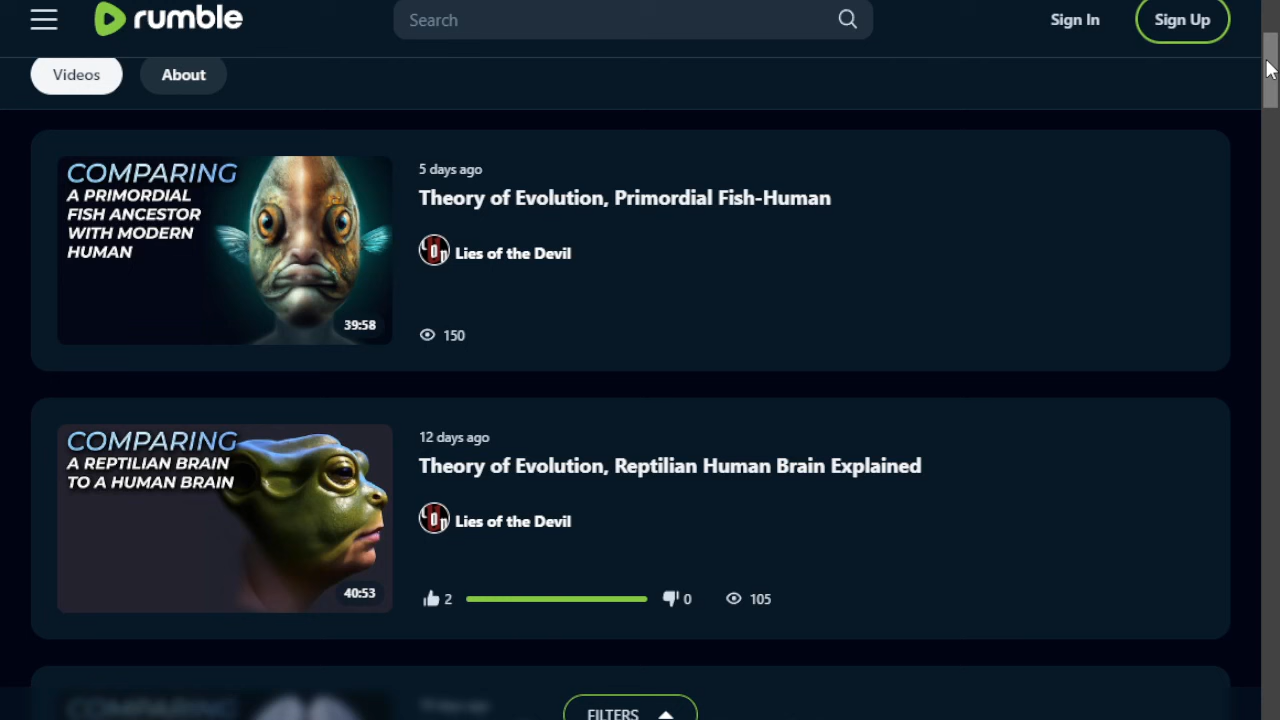 rumble
Search
Sign In
Sign Up
Videos
About
COMPARING
A PRIMORDIAL
FISH ANCESTOR
WITH MODERN
HUMAN
39:58
5 days ago
Theory of Evolution, Primordial Fish-Human
LOD
Lies of the Devil
150
COMPARING
A REPTILIAN BRAIN
TO A HUMAN BRAIN
40:53
12 days ago
Theory of Evolution, Reptilian Human Brain Explained
LOD
Lies of the Devil
2
0
105
COMPARING
FILTERS